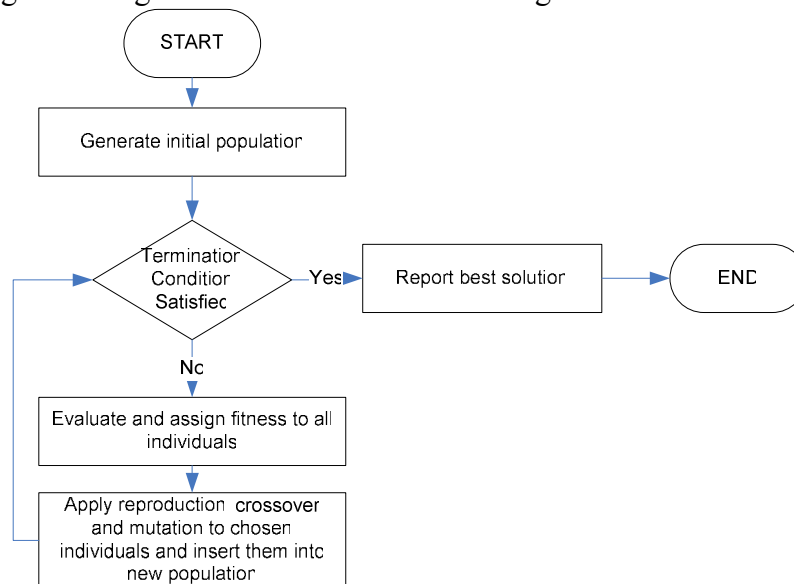 START
Generate initial population
Termination
Condition
Satisfied
Yes
Report best solution
END
No
Evaluate and assign fitness to all
individuals
Apply reproduction crossover
and mutation to chosen
individuals and insert them into
new population